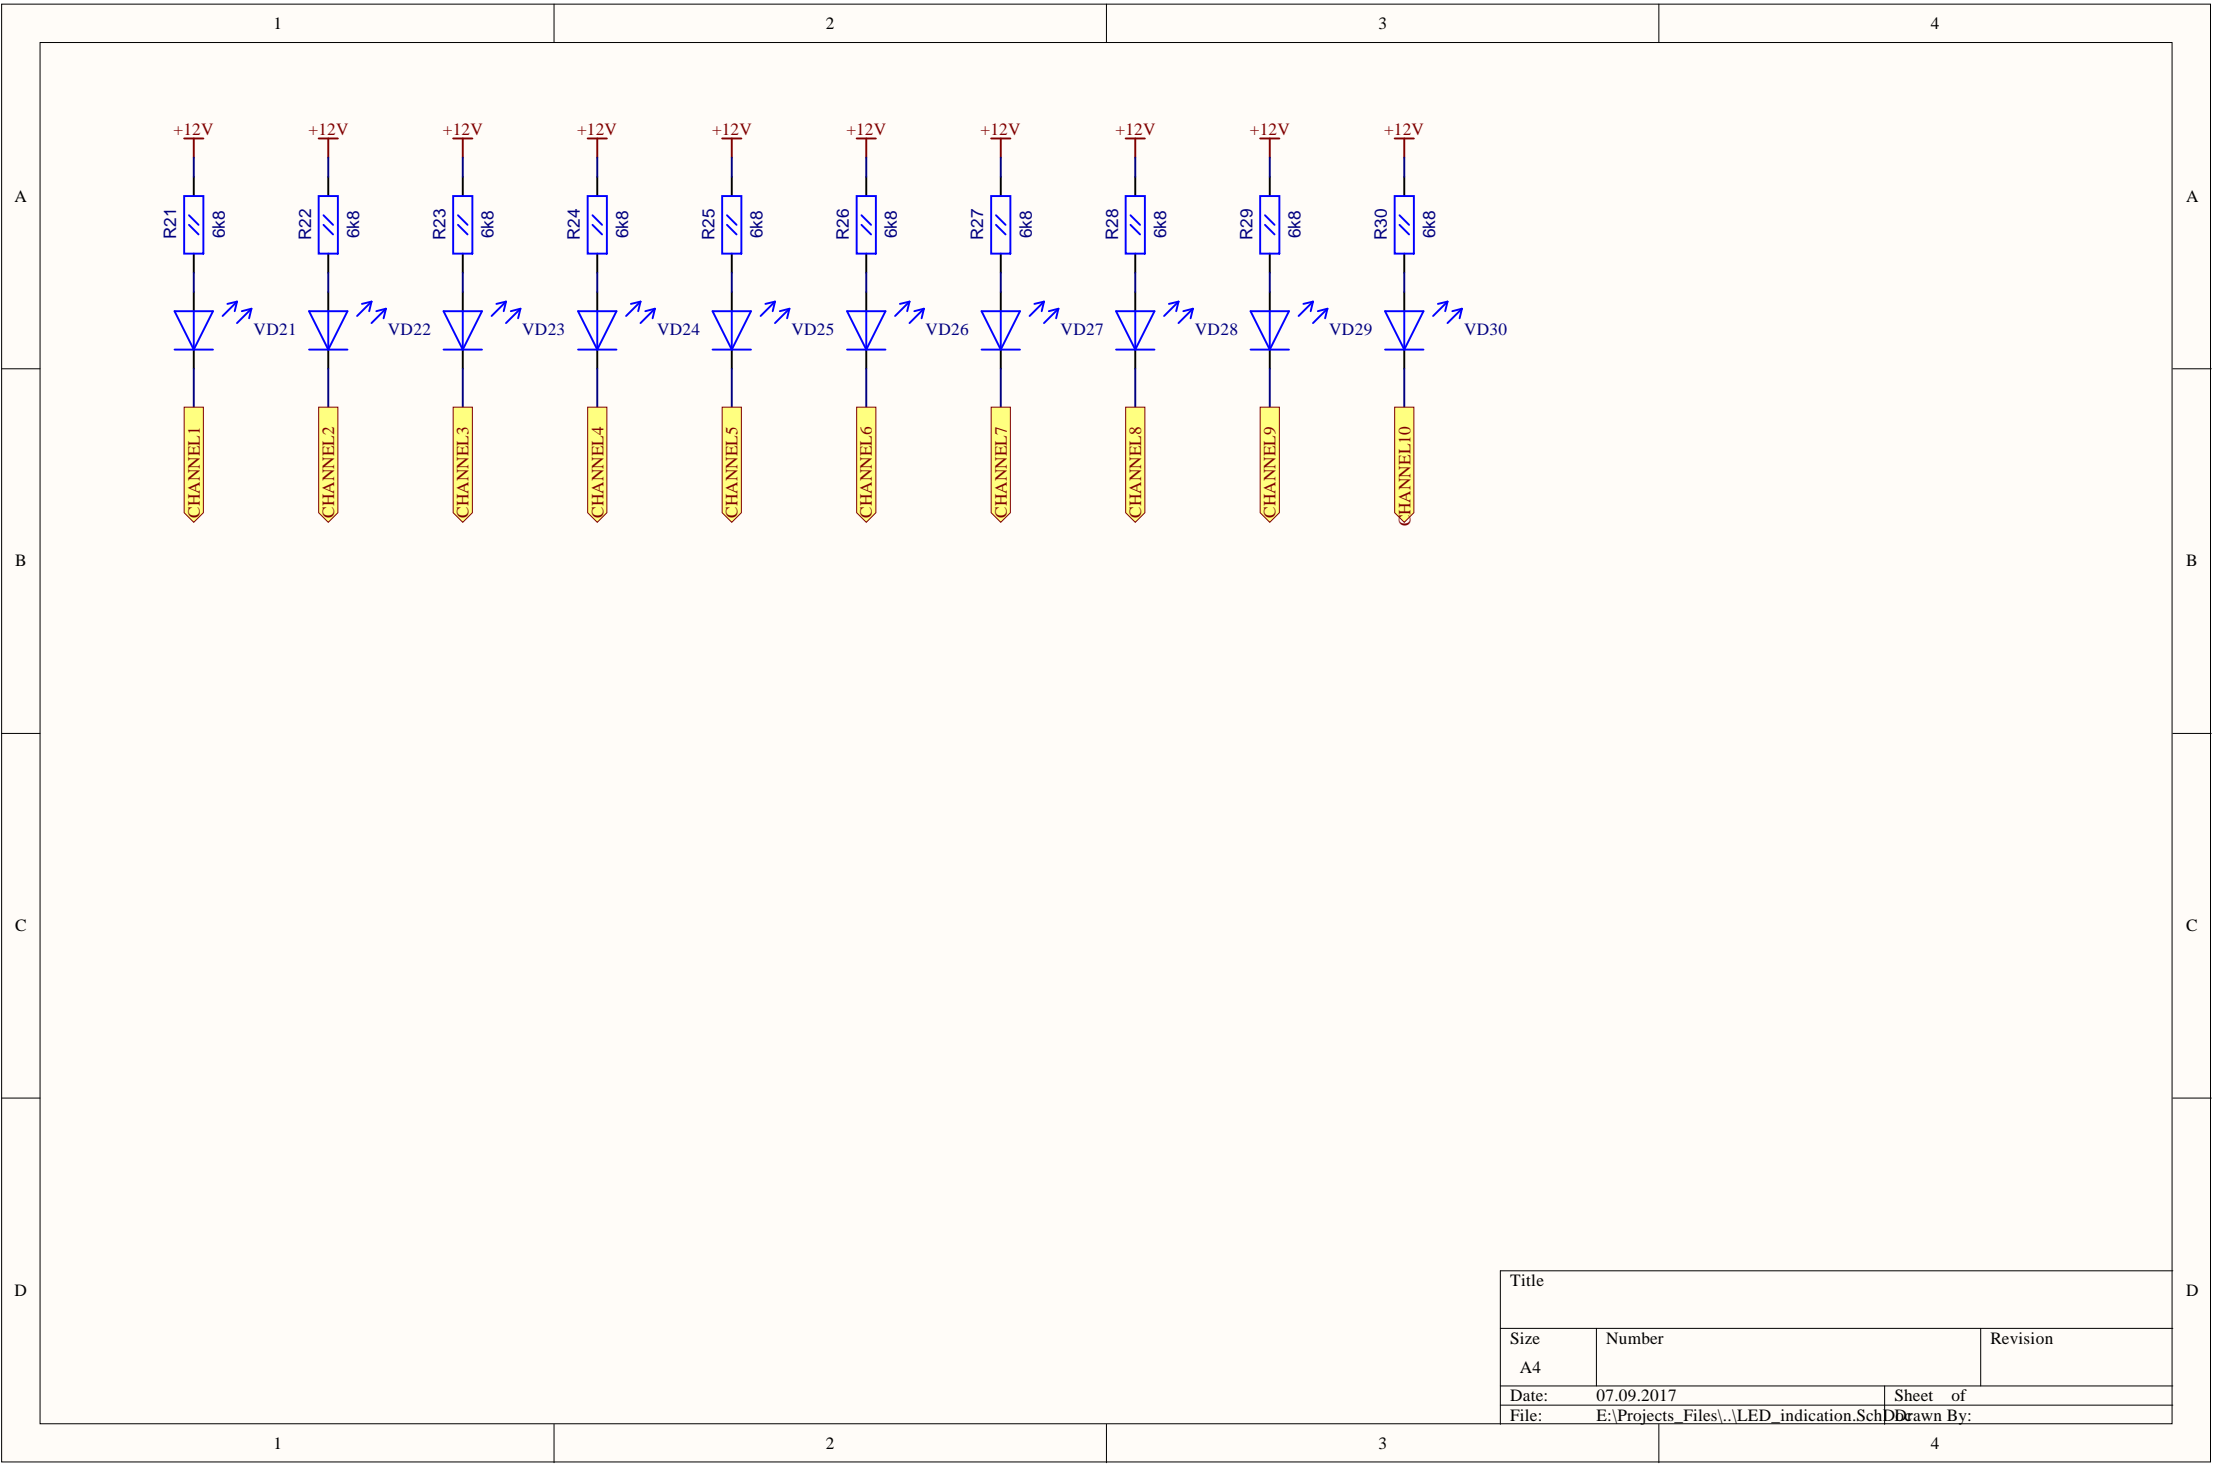 1 2 3 4
+12V +12V +12V +12V +12V +12V +12V +12V +12V +12V
A A
R21 6k8 R22 6k8 R23 6k8 R24 6k8 R25 6k8 R26 6k8 R27 6k8 R28 6k8 R29 6k8 R30 6k8
VD21 VD22 VD23 VD24 VD25 VD26 VD27 VD28 VD29 VD30
CHANNEL1 CHANNEL2 CHANNEL3 CHANNEL4 CHANNEL5 CHANNEL6 CHANNEL7 CHANNEL8 CHANNEL9 CHANNEL10
B B
C C
D D
Title
Size Number Revision
A4
Date: 07.09.2017 Sheet of
File: E:\Projects_Files\..\LED_indication.SchDoc Drawn By:
1 2 3 4